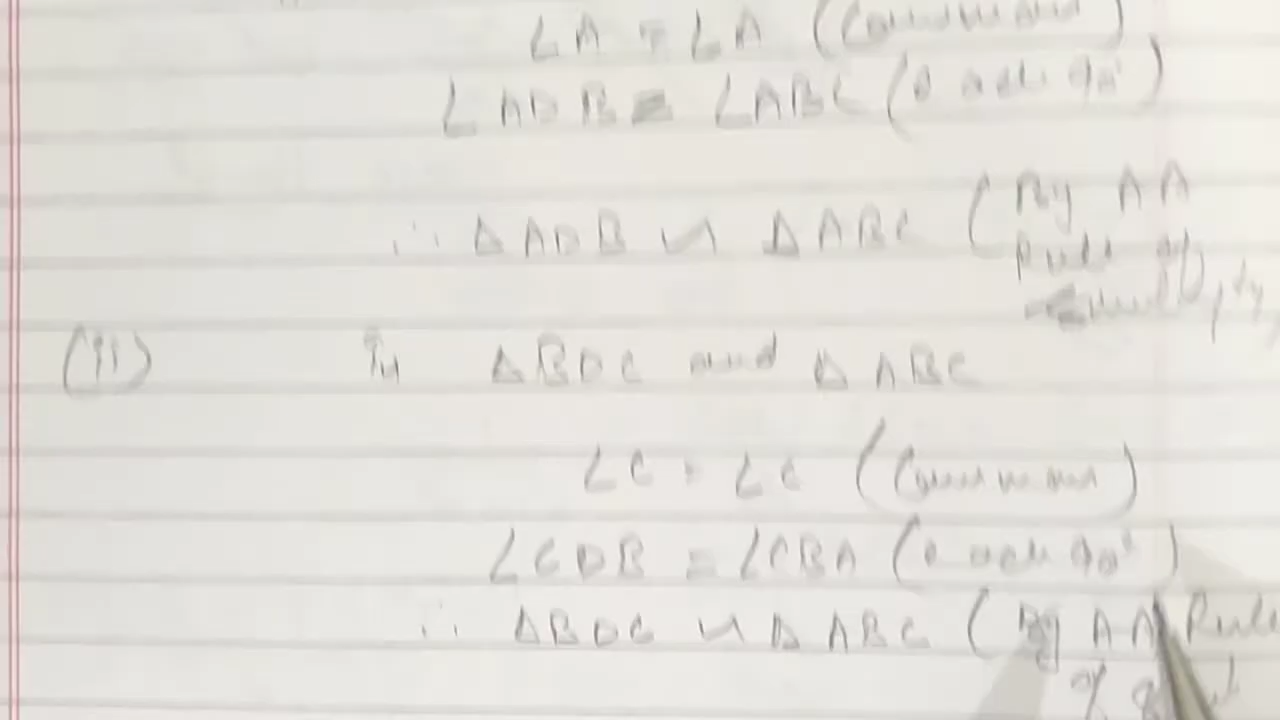 ∠A = ∠A (Common)
∠ADB = ∠ABC (Each 90°)
∴ ΔADB ∽ ΔABC (By AA
Rule of
(ii) In ΔBDC and ΔABC
∠C = ∠C (Common)
∠CDB = ∠CBA (Each 90°)
∴ ΔBDC ∽ ΔABC (By AA Rule
of